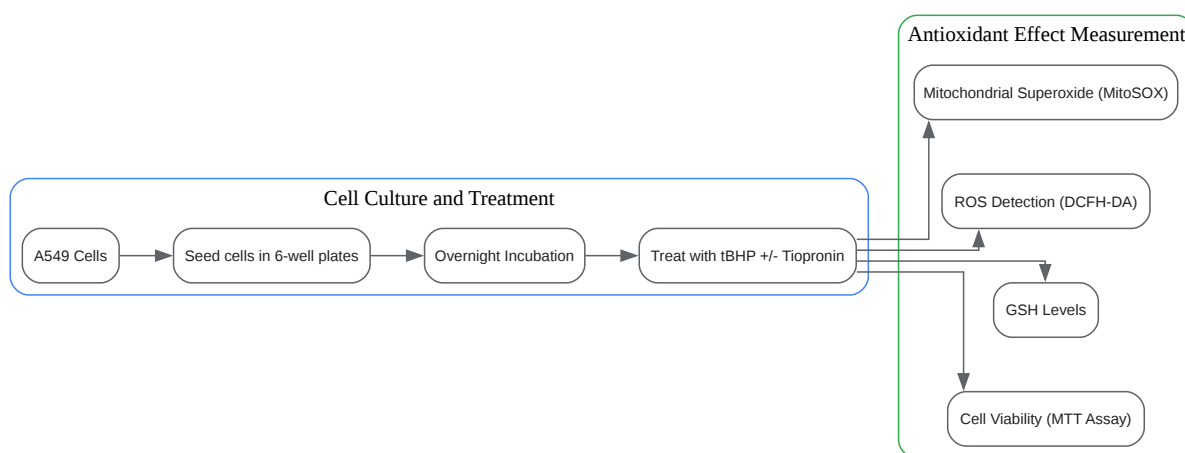 Cell Culture and Treatment
A549 Cells
Seed cells in 6-well plates
Overnight Incubation
Treat with tBHP +/- Tiopronin
Antioxidant Effect Measurement
Mitochondrial Superoxide (MitoSOX)
ROS Detection (DCFH-DA)
GSH Levels
Cell Viability (MTT Assay)